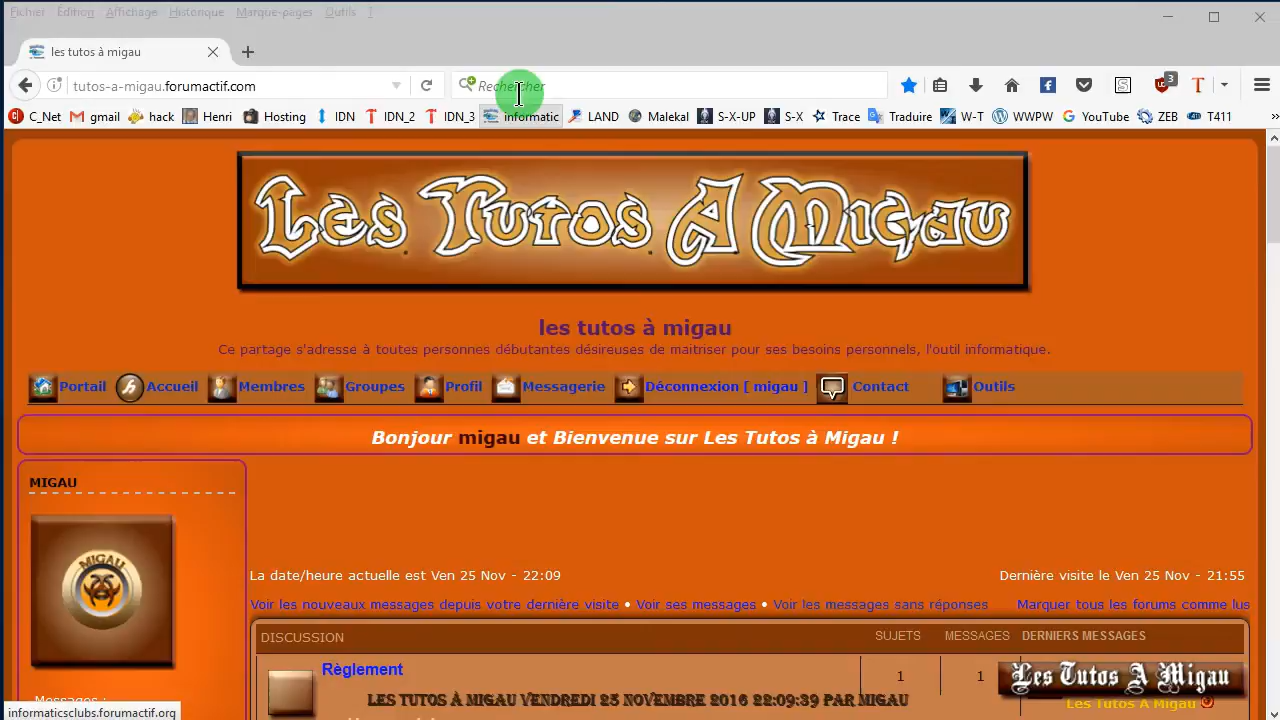 Fichier Édition Affichage Historique Marque-pages Outils ?
les tutos à migau
tutos-a-migau.forumactif.com
Rechercher
3
C_Net gmail hack Henri Hosting IDN IDN_2 IDN_3 informatic LAND Malekal S-X-UP S-X Trace Traduire W-T WWPW YouTube ZEB T411
Les Tutos A Migau
les tutos à migau
Ce partage s'adresse à toutes personnes débutantes désireuses de maitriser pour ses besoins personnels, l'outil informatique.
Portail Accueil Membres Groupes Profil Messagerie Déconnexion [ migau ] Contact Outils
Bonjour migau et Bienvenue sur Les Tutos à Migau !
MIGAU
MIGAU
La date/heure actuelle est Ven 25 Nov - 22:09
Dernière visite le Ven 25 Nov - 21:55
Voir les nouveaux messages depuis votre dernière visite • Voir ses messages • Voir les messages sans réponses
Marquer tous les forums comme lus
DISCUSSION SUJETS MESSAGES DERNIERS MESSAGES
Règlement
1 1
Les Tutos A Migau
LES TUTOS À MIGAU VENDREDI 25 NOVEMBRE 2016 22:09:39 PAR MIGAU
Les Tutos A Migau
Messages :
informaticsclubs.forumactif.org